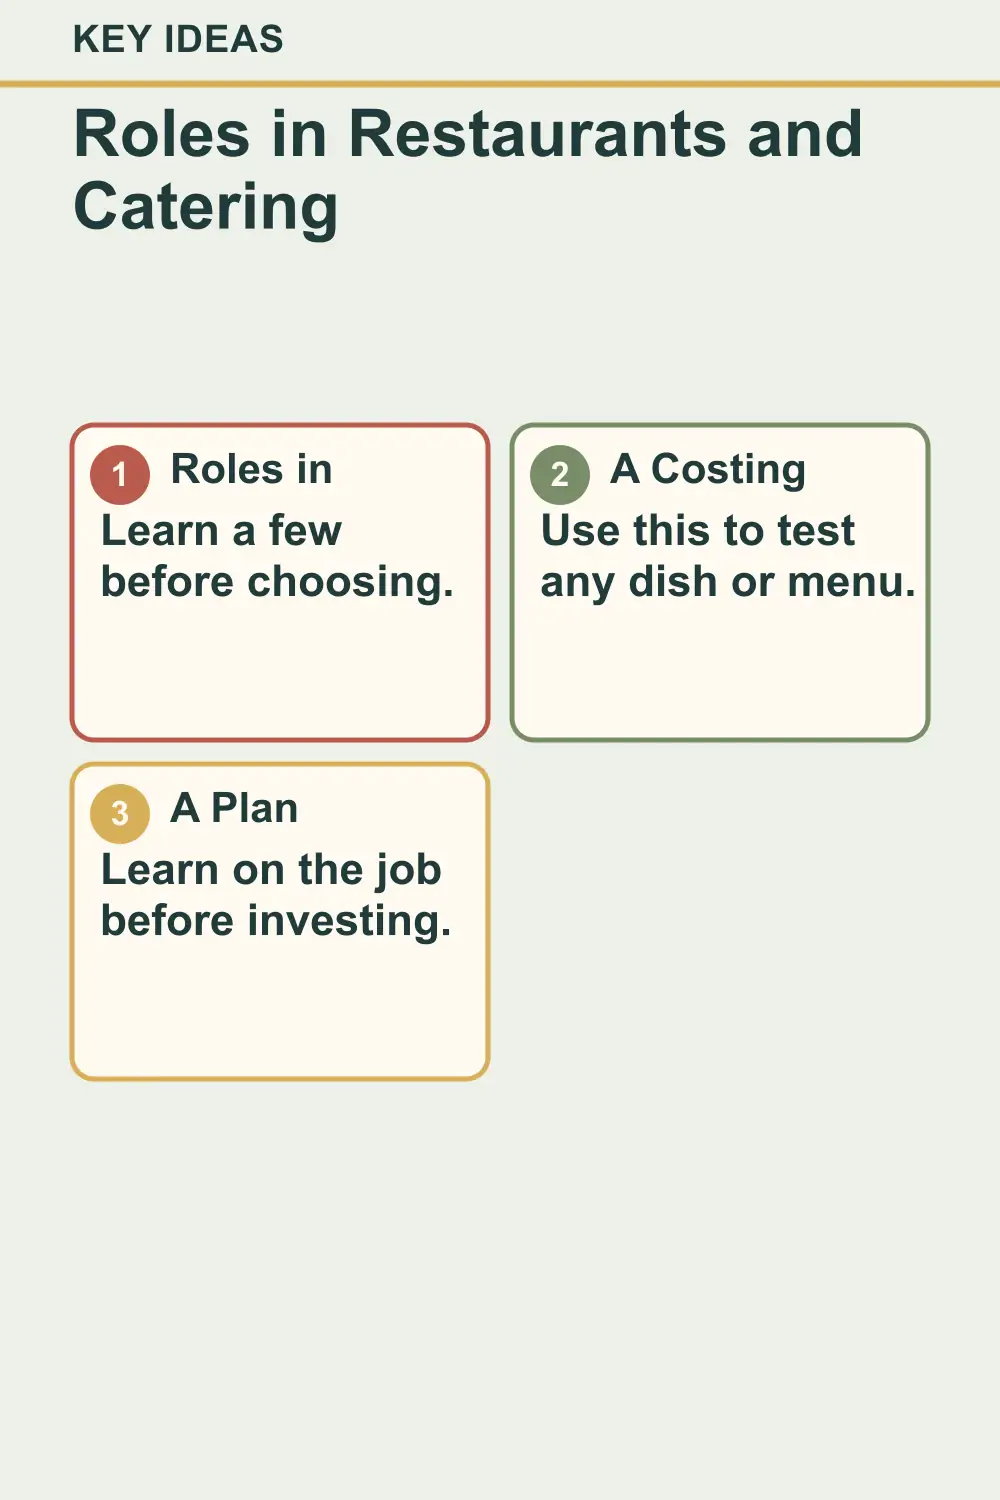 KEY IDEAS
Roles in Restaurants and
Catering
1 Roles in
Learn a few
before choosing.
2 A Costing
Use this to test
any dish or menu.
3 A Plan
Learn on the job
before investing.